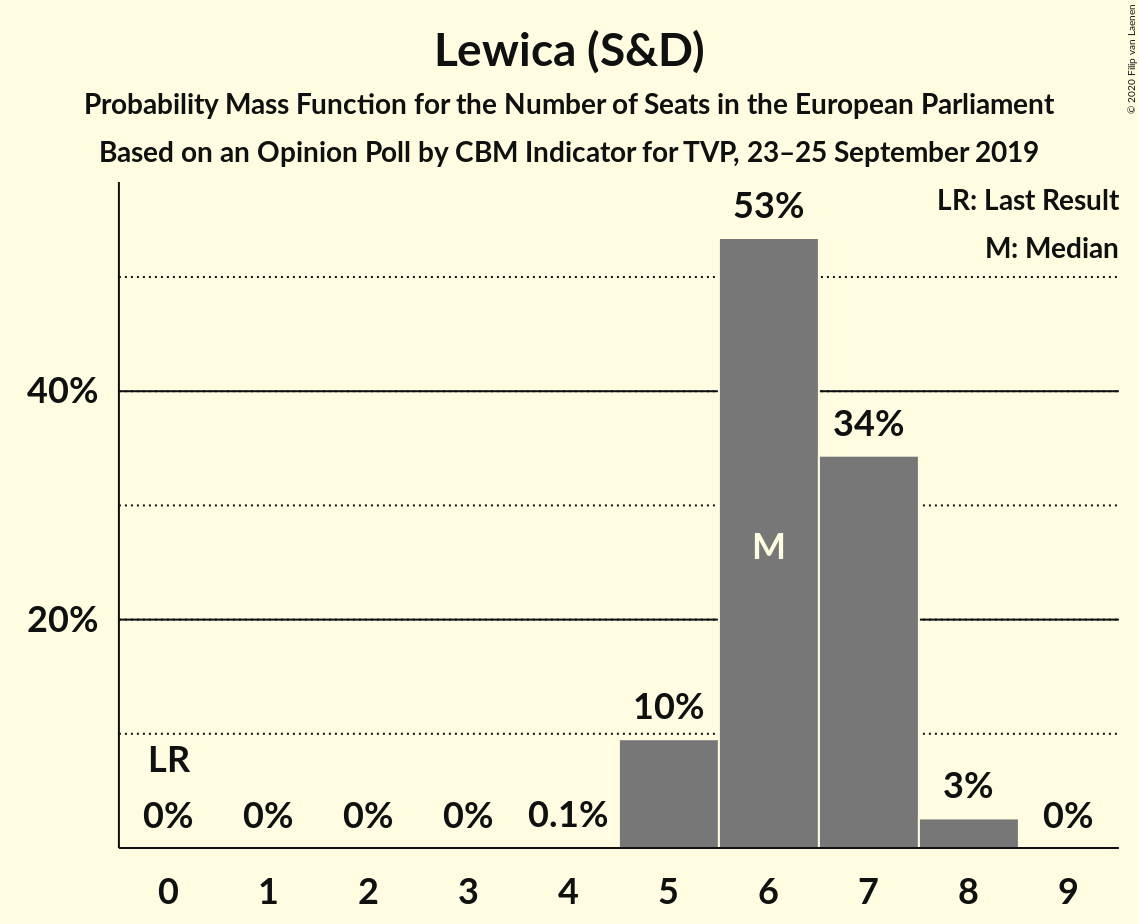 Lewica (S&D)
Probability Mass Function for the Number of Seats in the European Parliament
Based on an Opinion Poll by CBM Indicator for TVP, 23–25 September 2019
© 2020 Filip van Laenen
LR: Last Result
M: Median
53%
40%
34%
M
20%
10%
LR
0%
0%
0%
0%
0.1%
3%
0%
0 1 2 3 4 5 6 7 8 9